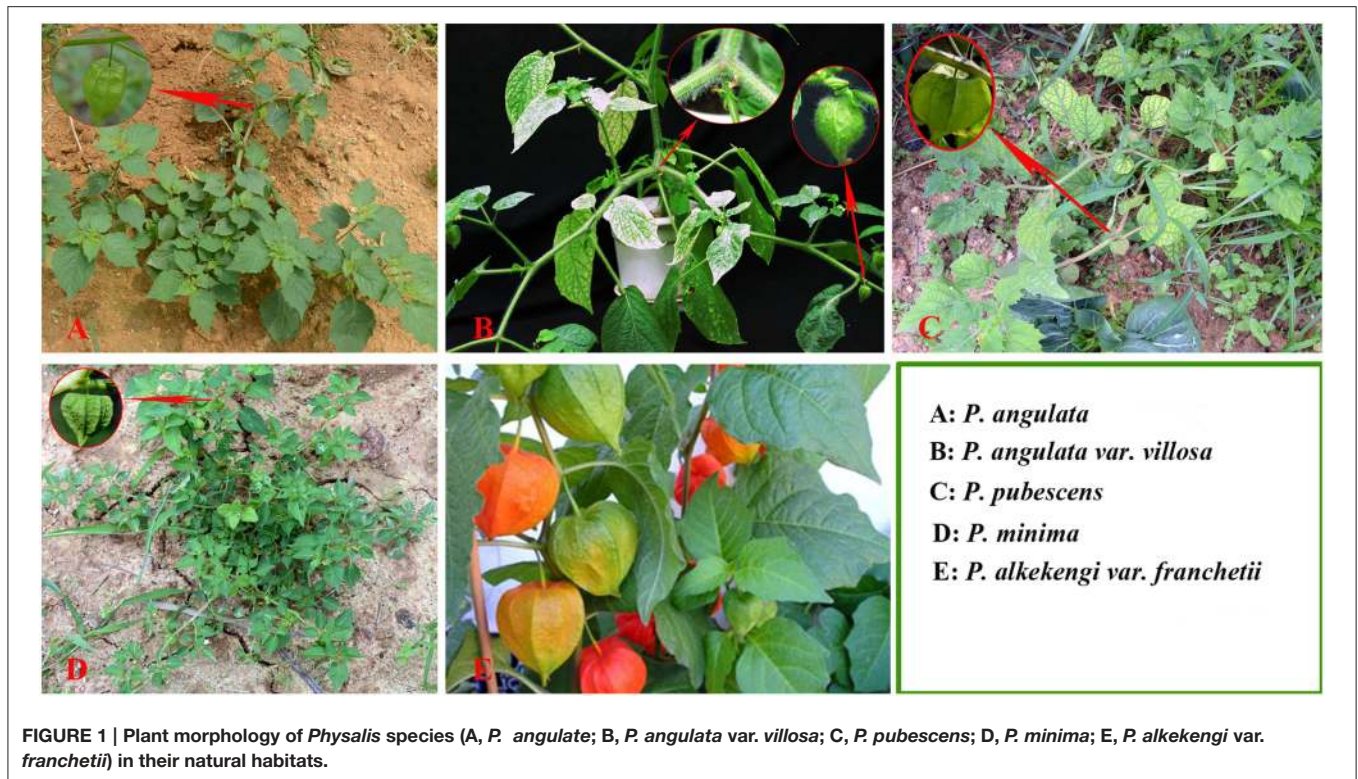 A
B
C
D
E
A: P. angulata
B: P. angulata var. villosa
C: P. pubescens
D: P. minima
E: P. alkekengi var. franchetii
FIGURE 1 | Plant morphology of Physalis species (A, P. angulate; B, P. angulata var. villosa; C, P. pubescens; D, P. minima; E, P. alkekengi var.
franchetii) in their natural habitats.